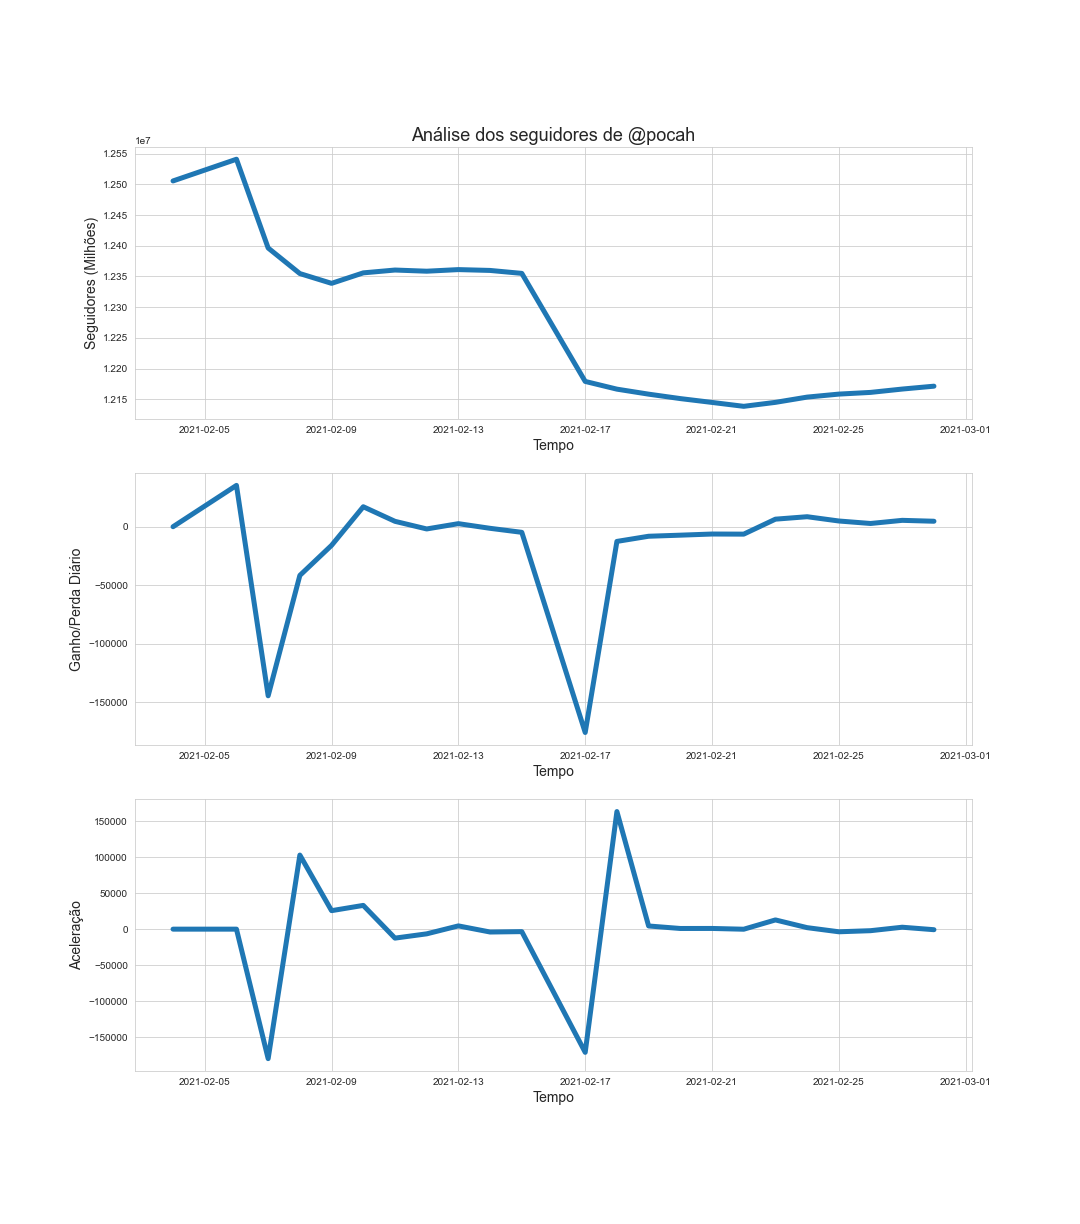 Análise dos seguidores de @pocah
1e7
1.255
1.250
1.245
1.240
1.235
1.230
1.225
1.220
1.215
Seguidores (Milhões)
2021-02-05 2021-02-09 2021-02-13 2021-02-17 2021-02-21 2021-02-25 2021-03-01
Tempo
0
−50000
−100000
−150000
Ganho/Perda Diário
2021-02-05 2021-02-09 2021-02-13 2021-02-17 2021-02-21 2021-02-25 2021-03-01
Tempo
150000
100000
50000
0
−50000
−100000
−150000
Aceleração
2021-02-05 2021-02-09 2021-02-13 2021-02-17 2021-02-21 2021-02-25 2021-03-01
Tempo